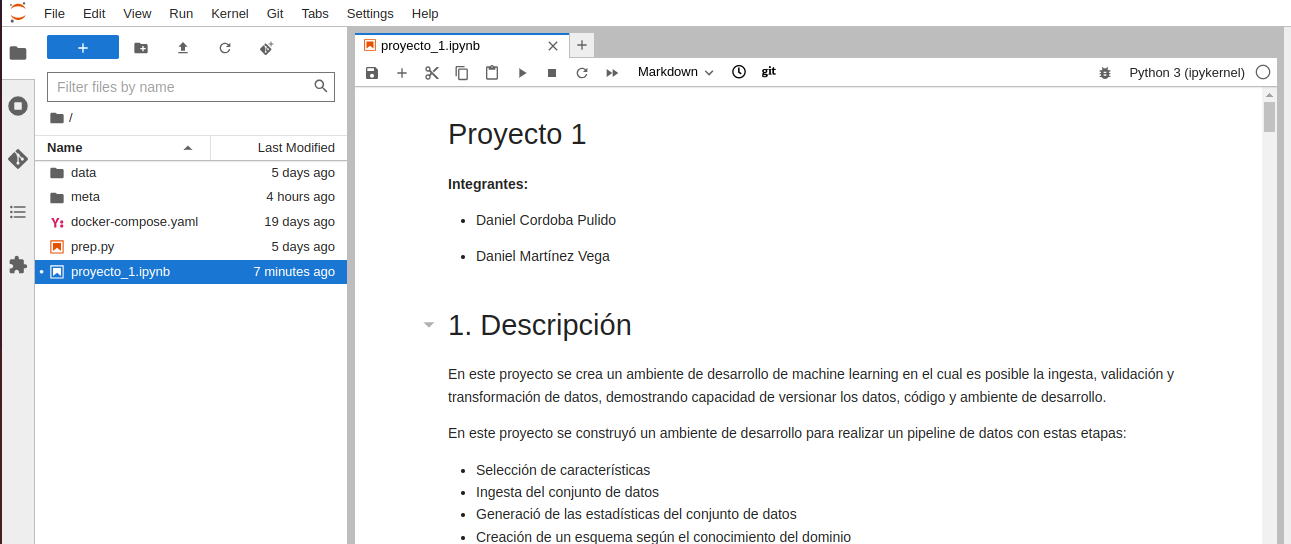 File Edit View Run Kernel Git Tabs Settings Help
+
Filter files by name
/
Name Last Modified
data 5 days ago
meta 4 hours ago
Y: docker-compose.yaml 19 days ago
prep.py 5 days ago
proyecto_1.ipynb 7 minutes ago
proyecto_1.ipynb
Markdown git Python 3 (ipykernel)
Proyecto 1
Integrantes:
• Daniel Cordoba Pulido
• Daniel Martínez Vega
1. Descripción
En este proyecto se crea un ambiente de desarrollo de machine learning en el cual es posible la ingesta, validación y
transformación de datos, demostrando capacidad de versionar los datos, código y ambiente de desarrollo.
En este proyecto se construyó un ambiente de desarrollo para realizar un pipeline de datos con estas etapas:
• Selección de características
• Ingesta del conjunto de datos
• Generació de las estadísticas del conjunto de datos
• Creación de un esquema según el conocimiento del dominio